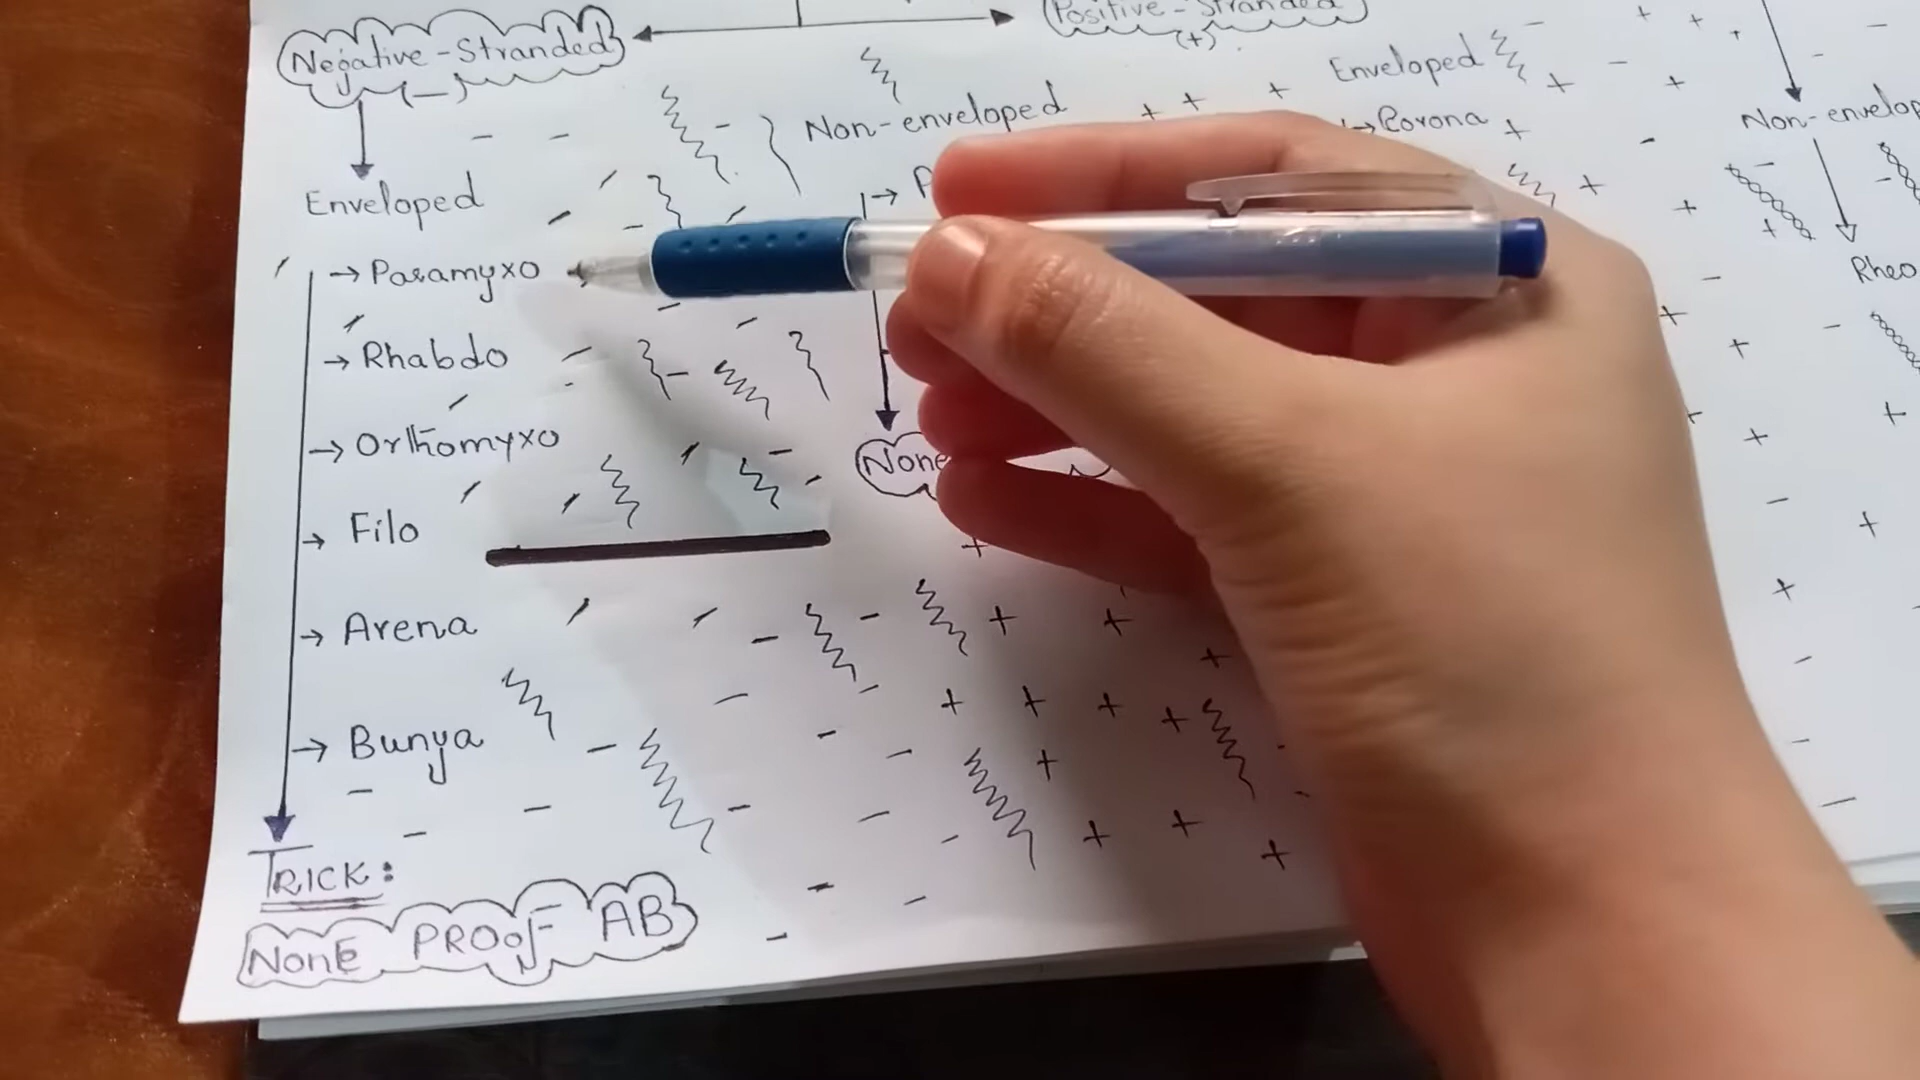 Negative-Stranded
(-)
Enveloped
→ Paramyxo
→ Rhabdo
→ Orthomyxo
→ Filo
→ Arena
→ Bunya
TRICK:
NonE PROof AB
Positive-Stranded
(+)
Non-enveloped
None
Enveloped
→ Corona
Non-envelop
Rheo